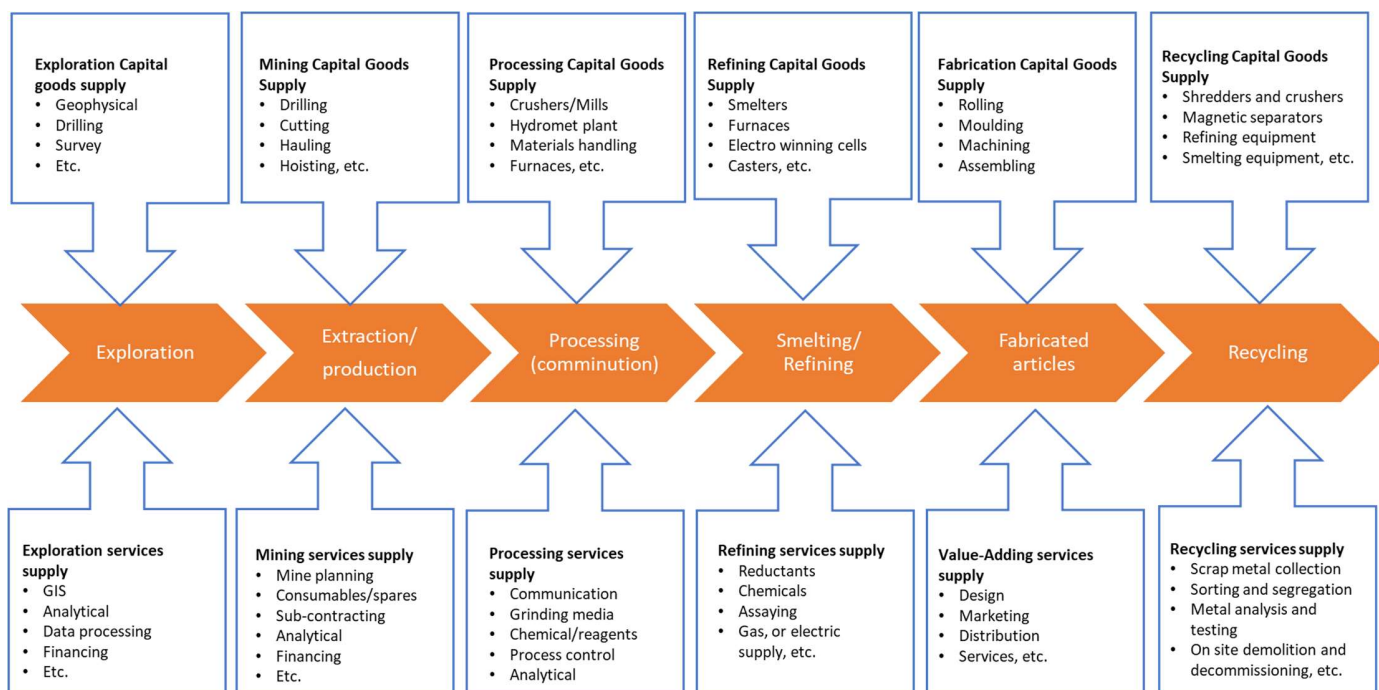 Exploration Capital
goods supply
• Geophysical
• Drilling
• Survey
• Etc.
Mining Capital Goods
Supply
• Drilling
• Cutting
• Hauling
• Hoisting, etc.
Processing Capital Goods
Supply
• Crushers/Mills
• Hydromet plant
• Materials handling
• Furnaces, etc.
Refining Capital Goods
Supply
• Smelters
• Furnaces
• Electro winning cells
• Casters, etc.
Fabrication Capital Goods
Supply
• Rolling
• Moulding
• Machining
• Assembling
Recycling Capital Goods
Supply
• Shredders and crushers
• Magnetic separators
• Refining equipment
• Smelting equipment, etc.
Exploration
Extraction/
production
Processing
(comminution)
Smelting/
Refining
Fabricated
articles
Recycling
Exploration services
supply
• GIS
• Analytical
• Data processing
• Financing
• Etc.
Mining services supply
• Mine planning
• Consumables/spares
• Sub-contracting
• Analytical
• Financing
• Etc.
Processing services
supply
• Communication
• Grinding media
• Chemical/reagents
• Process control
• Analytical
Refining services supply
• Reductants
• Chemicals
• Assaying
• Gas, or electric
supply, etc.
Value-Adding services
supply
• Design
• Marketing
• Distribution
• Services, etc.
Recycling services supply
• Scrap metal collection
• Sorting and segregation
• Metal analysis and
testing
• On site demolition and
decommissioning, etc.